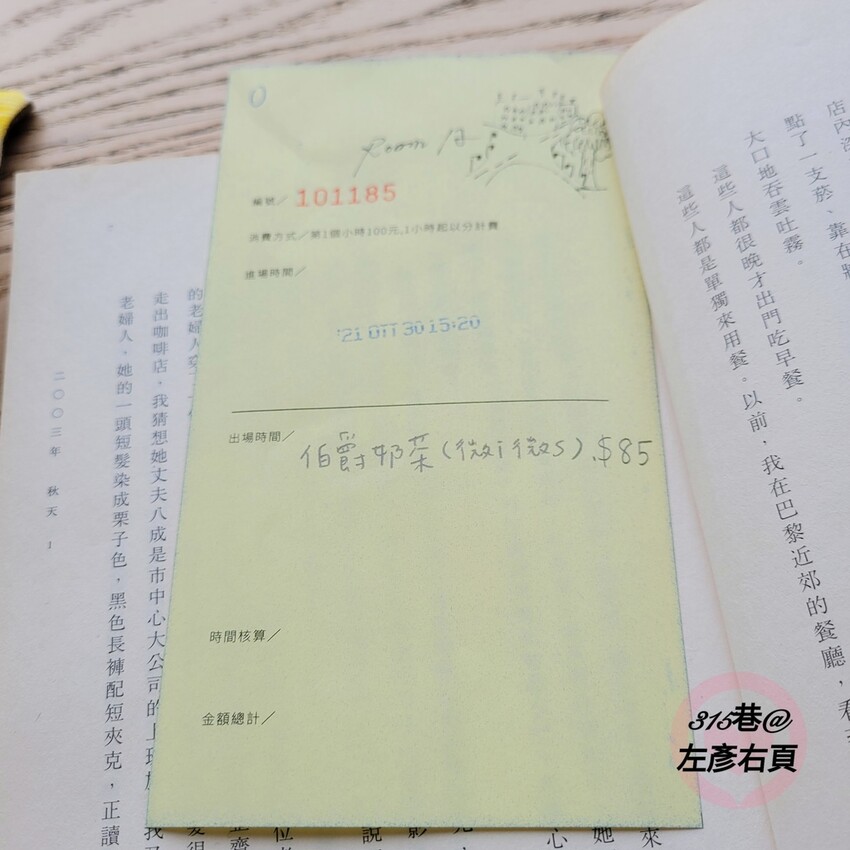 Room 12
編號／101185
消費方式／第1個小時100元,1小時起以分計費
進場時間／
'21 OTT 30 15:20
出場時間／
伯爵奶茶(微i微s).$85
時間核算／
金額總計／
點了一支菸、靠在
大口地吞雲吐霧。
這些人都很晚才出門吃早餐。
這些人都是單獨來用餐。以前,我在巴黎近郊的餐廳,看
的老婦人穿了一
走出咖啡店,我猜想她丈夫八成是市中心大公司的上班
老婦人、她的一頭短髮染成栗子色,黑色長褲配短夾克,正讀
二〇〇三年 秋天 1
315巷@
左彥右頁